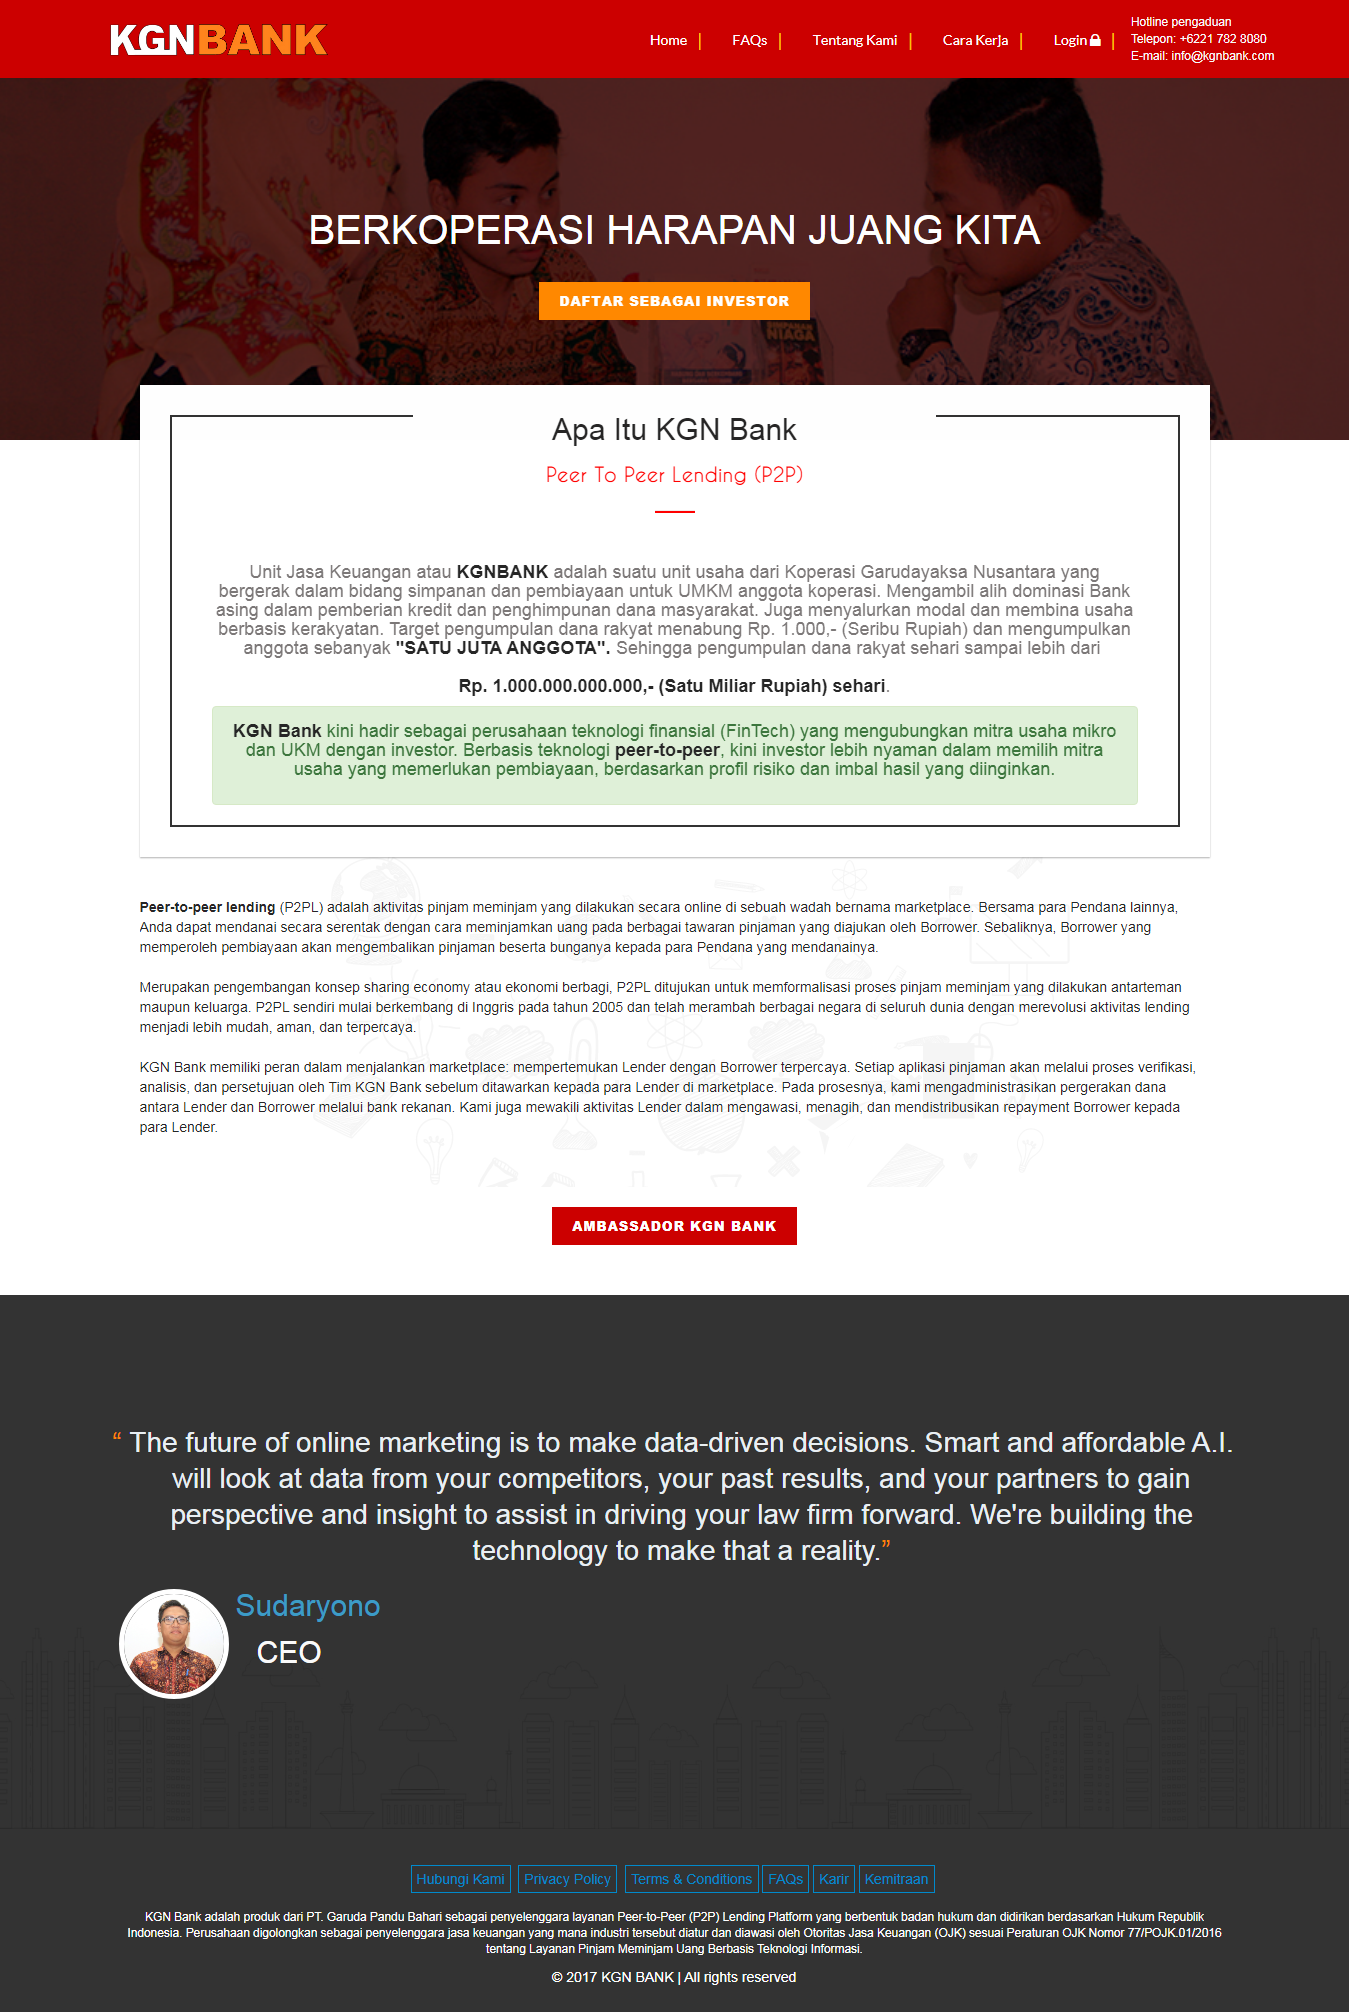 KGNBANK
Home
FAQs
Tentang Kami
Cara Kerja
Login
Hotline pengaduan
Telepon: +6221 782 8080
E-mail: info@kgnbank.com
BERKOPERASI HARAPAN JUANG KITA
DAFTAR SEBAGAI INVESTOR
NIAGA
Apa Itu KGN Bank
Peer To Peer Lending (P2P)
Unit Jasa Keuangan atau KGNBANK adalah suatu unit usaha dari Koperasi Garudayaksa Nusantara yang
bergerak dalam bidang simpanan dan pembiayaan untuk UMKM anggota koperasi. Mengambil alih dominasi Bank
asing dalam pemberian kredit dan penghimpunan dana masyarakat. Juga menyalurkan modal dan membina usaha
berbasis kerakyatan. Target pengumpulan dana rakyat menabung Rp. 1.000,- (Seribu Rupiah) dan mengumpulkan
anggota sebanyak "SATU JUTA ANGGOTA". Sehingga pengumpulan dana rakyat sehari sampai lebih dari
Rp. 1.000.000.000.000,- (Satu Miliar Rupiah) sehari.
KGN Bank kini hadir sebagai perusahaan teknologi finansial (FinTech) yang mengubungkan mitra usaha mikro
dan UKM dengan investor. Berbasis teknologi peer-to-peer, kini investor lebih nyaman dalam memilih mitra
usaha yang memerlukan pembiayaan, berdasarkan profil risiko dan imbal hasil yang diinginkan.
Peer-to-peer lending (P2PL) adalah aktivitas pinjam meminjam yang dilakukan secara online di sebuah wadah bernama marketplace. Bersama para Pendana lainnya,
Anda dapat mendanai secara serentak dengan cara meminjamkan uang pada berbagai tawaran pinjaman yang diajukan oleh Borrower. Sebaliknya, Borrower yang
memperoleh pembiayaan akan mengembalikan pinjaman beserta bunganya kepada para Pendana yang mendanainya.
Merupakan pengembangan konsep sharing economy atau ekonomi berbagi, P2PL ditujukan untuk memformalisasi proses pinjam meminjam yang dilakukan antarteman
maupun keluarga. P2PL sendiri mulai berkembang di Inggris pada tahun 2005 dan telah merambah berbagai negara di seluruh dunia dengan merevolusi aktivitas lending
menjadi lebih mudah, aman, dan terpercaya.
KGN Bank memiliki peran dalam menjalankan marketplace: mempertemukan Lender dengan Borrower terpercaya. Setiap aplikasi pinjaman akan melalui proses verifikasi,
analisis, dan persetujuan oleh Tim KGN Bank sebelum ditawarkan kepada para Lender di marketplace. Pada prosesnya, kami mengadministrasikan pergerakan dana
antara Lender dan Borrower melalui bank rekanan. Kami juga mewakili aktivitas Lender dalam mengawasi, menagih, dan mendistribusikan repayment Borrower kepada
para Lender.
AMBASSADOR KGN BANK
“ The future of online marketing is to make data-driven decisions. Smart and affordable A.I.
will look at data from your competitors, your past results, and your partners to gain
perspective and insight to assist in driving your law firm forward. We're building the
technology to make that a reality.”
Sudaryono
CEO
Hubungi Kami
Privacy Policy
Terms & Conditions
FAQs
Karir
Kemitraan
KGN Bank adalah produk dari PT. Garuda Pandu Bahari sebagai penyelenggara layanan Peer-to-Peer (P2P) Lending Platform yang berbentuk badan hukum dan didirikan berdasarkan Hukum Republik
Indonesia. Perusahaan digolongkan sebagai penyelenggara jasa keuangan yang mana industri tersebut diatur dan diawasi oleh Otoritas Jasa Keuangan (OJK) sesuai Peraturan OJK Nomor 77/POJK.01/2016
tentang Layanan Pinjam Meminjam Uang Berbasis Teknologi Informasi.
© 2017 KGN BANK | All rights reserved